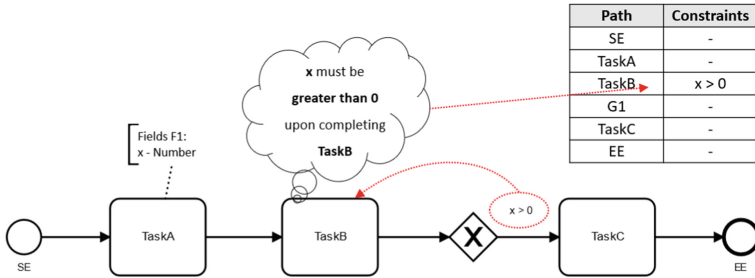 Path Constraints
SE -
TaskA -
TaskB x > 0
G1 -
TaskC -
EE -
x must be
greater than 0
upon completing
TaskB
Fields F1:
x - Number
x > 0
TaskA
TaskB
X
TaskC
SE
EE